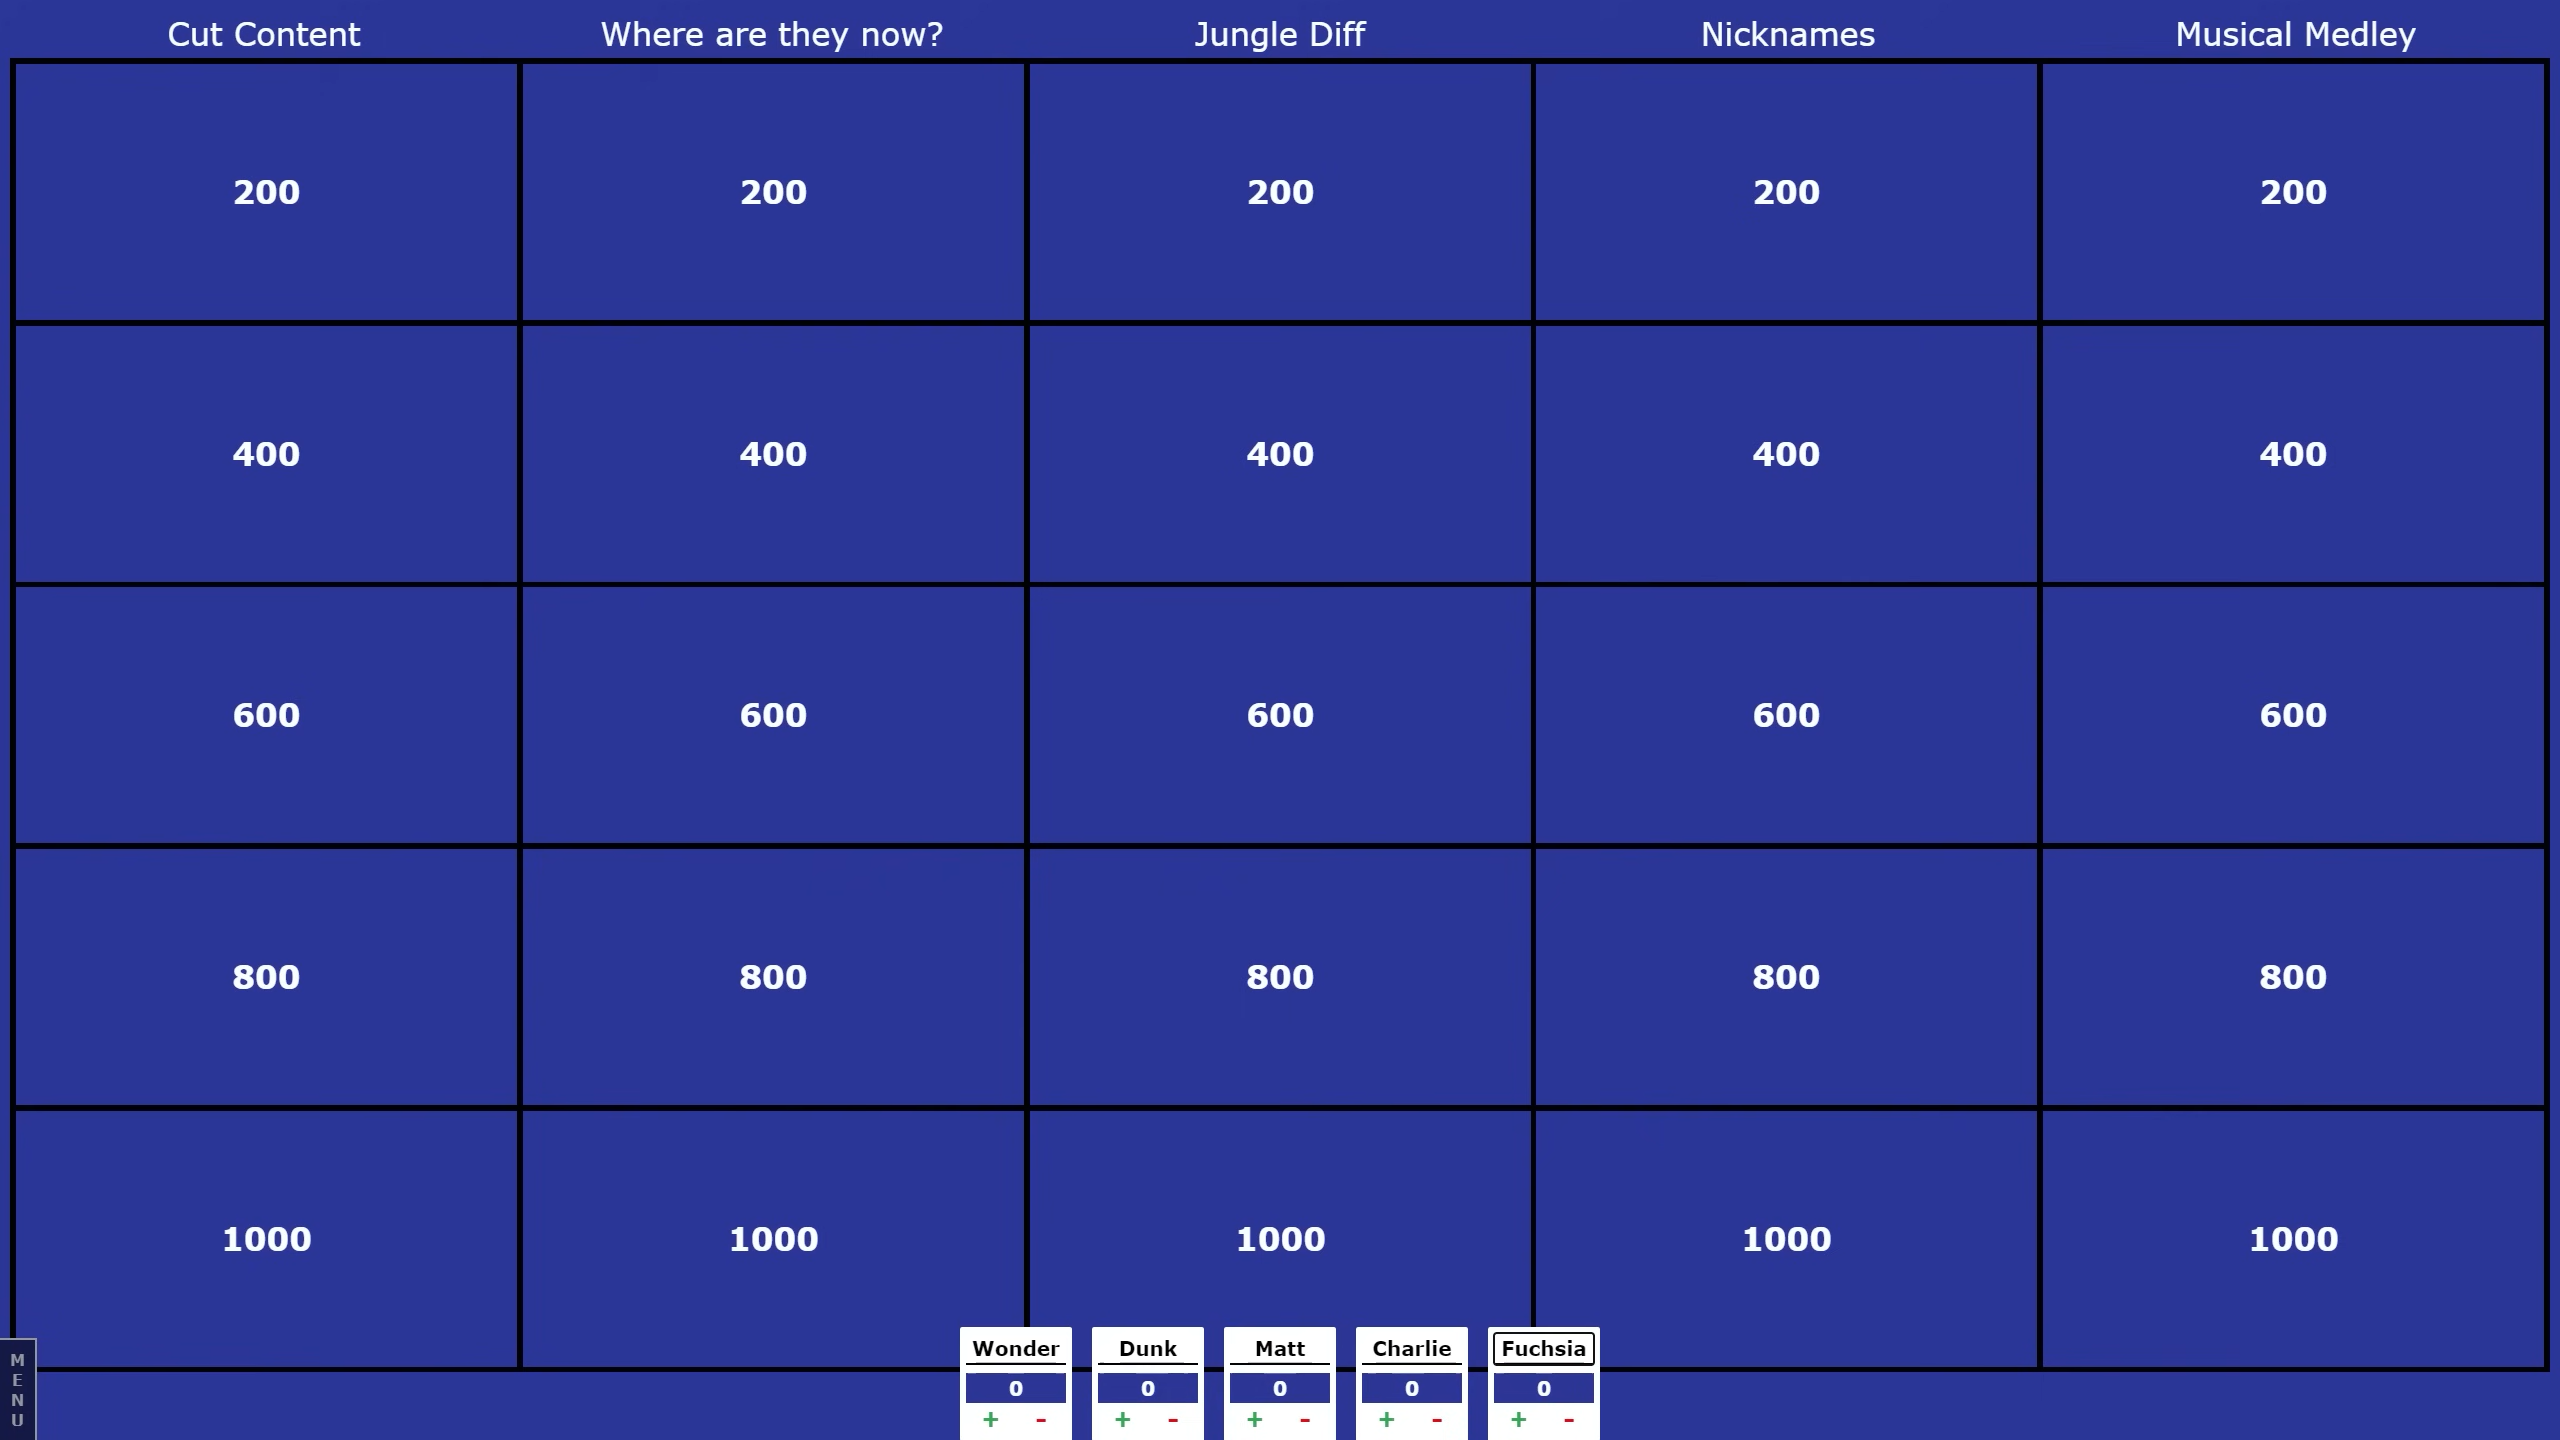 Cut Content Where are they now? Jungle Diff Nicknames Musical Medley
200 200 200 200 200
400 400 400 400 400
600 600 600 600 600
800 800 800 800 800
1000 1000 1000 1000 1000
MENU
Wonder Dunk Matt Charlie Fuchsia
0 0 0 0 0
+ - + - + - + - + -